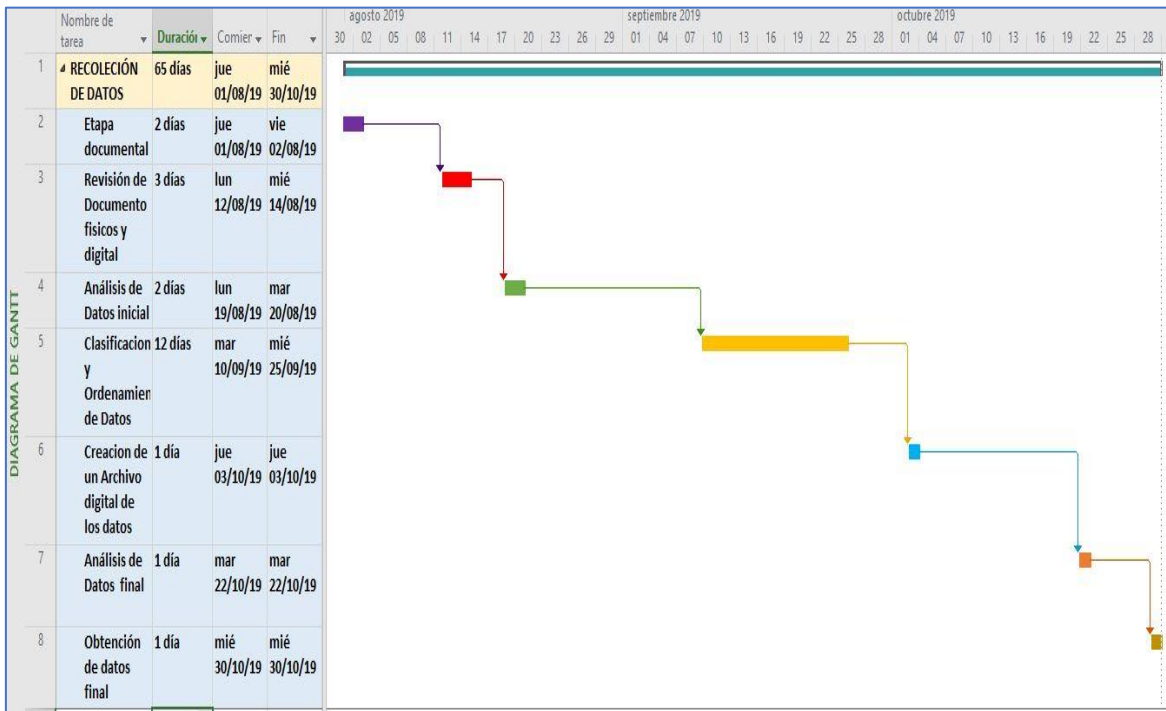 DIAGRAMA DE GANTT
Nombre de
tarea
Duración
Comier
Fin
agosto 2019
septiembre 2019
octubre 2019
30 02 05 08 11 14 17 20 23 26 29 01 04 07 10 13 16 19 22 25 28 01 04 07 10 13 16 19 22 25 28
1
RECOLECIÓN
DE DATOS
65 días
jue
01/08/19
mié
30/10/19
2
Etapa
documental
2 días
jue
01/08/19
vie
02/08/19
3
Revisión de
Documento
fisicos y
digital
3 días
lun
12/08/19
mié
14/08/19
4
Análisis de
Datos inicial
2 días
lun
19/08/19
mar
20/08/19
5
Clasificacion
y
Ordenamien
de Datos
12 días
mar
10/09/19
mié
25/09/19
6
Creacion de
un Archivo
digital de
los datos
1 día
jue
03/10/19
jue
03/10/19
7
Análisis de
Datos final
1 día
mar
22/10/19
mar
22/10/19
8
Obtención
de datos
final
1 día
mié
30/10/19
mié
30/10/19